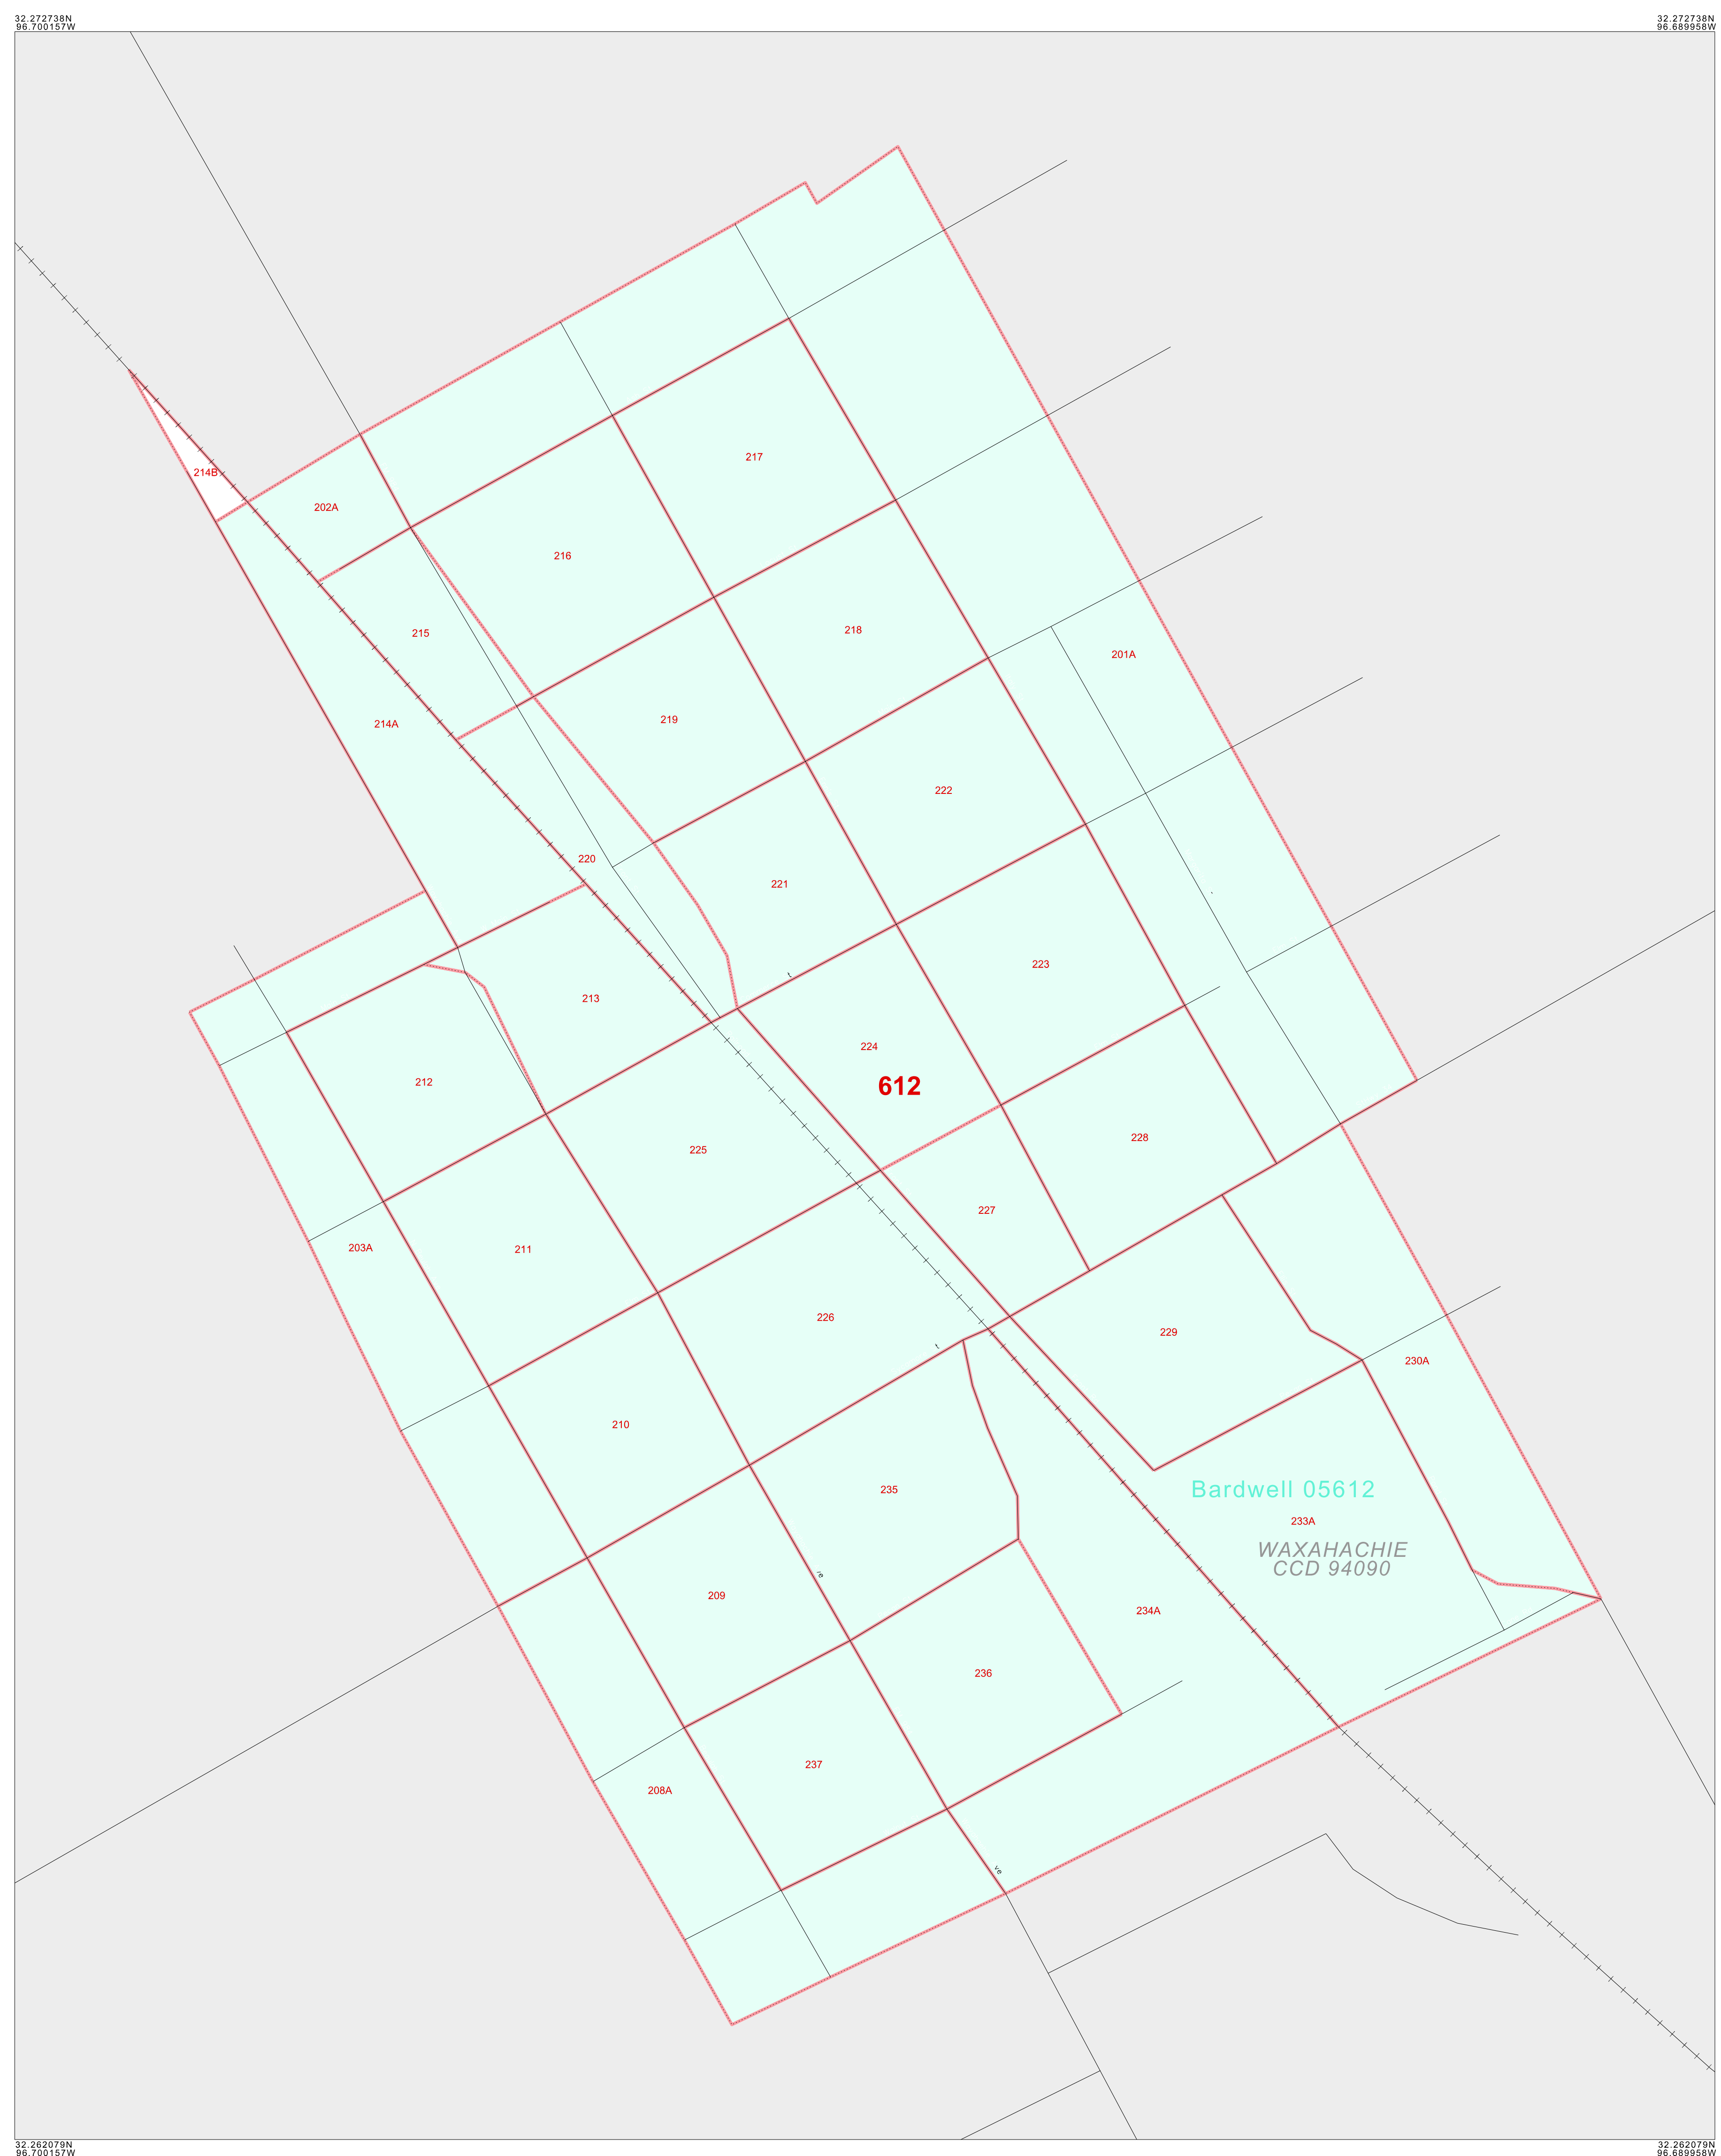 32.272738N
96.700157W
32.272738N
96.689958W
217
214B
202A
216
215
218
201A
219
214A
222
220
221
223
213
224
212
612
228
225
227
203A
211
226
229
230A
210
Bardwell 05612
235
233A
WAXAHACHIE
CCD 94090
209
234A
236
237
208A
re
ve
32.262079N
96.700157W
32.262079N
96.689958W